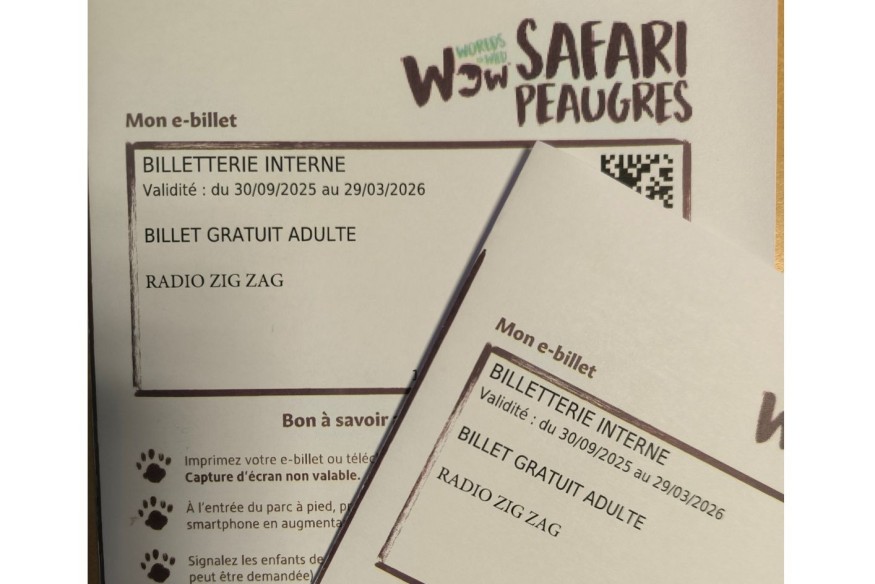 WORLDS
OF WILD
WOW SAFARI
PEAUGRES
Mon e-billet
BILLETTERIE INTERNE
Validité : du 30/09/2025 au 29/03/2026
BILLET GRATUIT ADULTE
RADIO ZIG ZAG
Bon à savoir :
Imprimez votre e-billet ou
Capture d'écran non valable.
À l'entrée du parc à pied,
smartphone en
Signalez les enfants de
peut être demandée)
Mon e-billet
BILLETTERIE INTERNE
Validité : du 30/09/2025 au 29/03/2026
BILLET GRATUIT ADULTE
RADIO ZIG ZAG